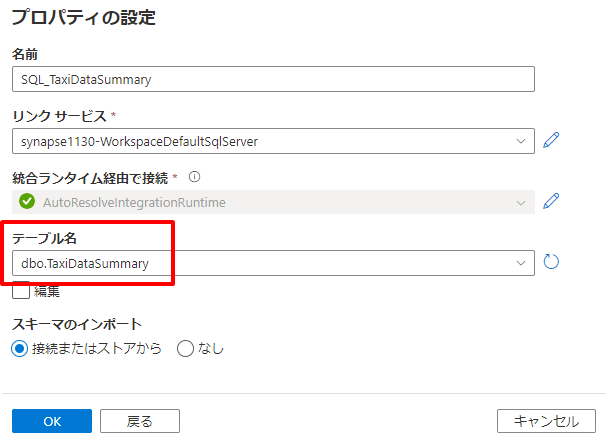 プロパティの設定
名前
SQL_TaxiDataSummary
リンク サービス *
synapse1130-WorkspaceDefaultSqlServer
統合ランタイム経由で接続 *
AutoResolveIntegrationRuntime
テーブル名
dbo.TaxiDataSummary
編集
スキーマのインポート
接続またはストアから なし
OK 戻る キャンセル